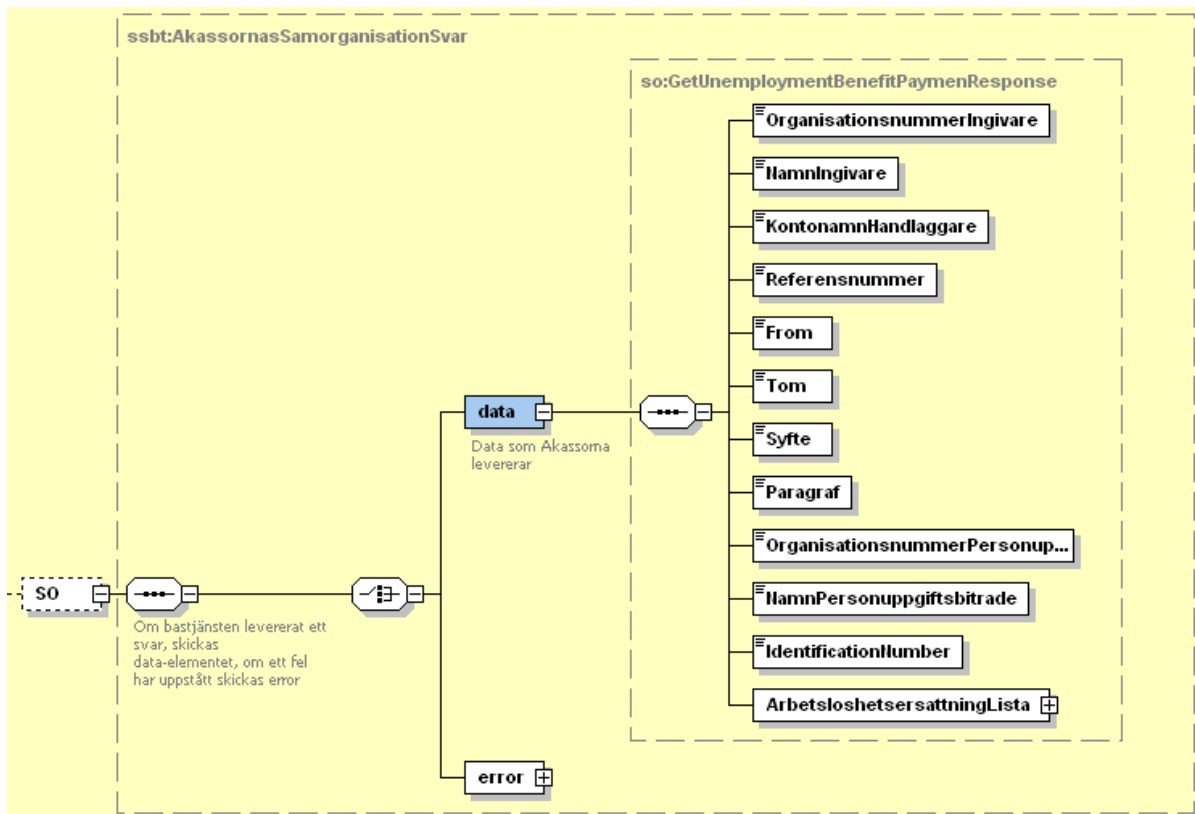 ssbt:AkassornasSamorganisationSvar
so:GetUnemploymentBenefitPaymenResponse
OrganisationsnummerIngivare
NamnIngivare
KontonamnHandlaggare
Referensnummer
From
Tom
data
Data som Akassorna
levererar
Syfte
Paragraf
OrganisationsnummerPersonup...
SO
NamnPersonuppgiftsbitrade
Om bastjänsten levererat ett
svar, skickas
data-elementet, om ett fel
har uppstått skickas error
IdentificationNumber
ArbetsloshetsersattningLista
error